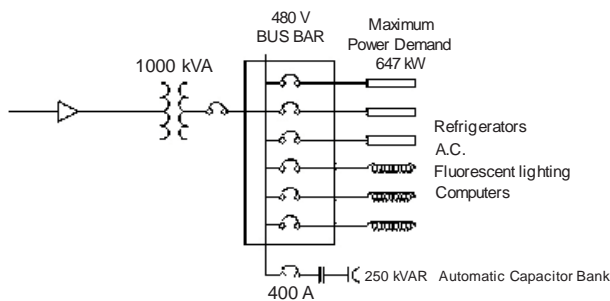 480 V
BUS BAR
Maximum
Power Demand
647 kW
1000 kVA
Refrigerators
A.C.
Fluorescent lighting
Computers
250 kVAR Automatic Capacitor Bank
400 A